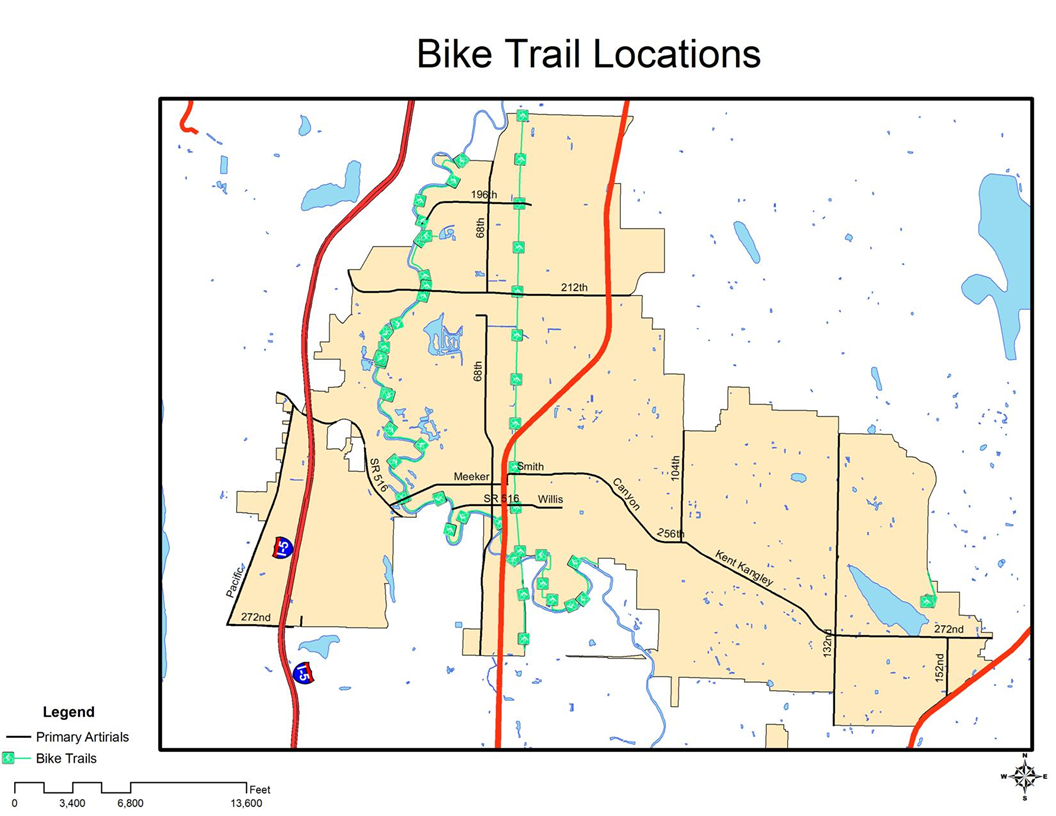 Bike Trail Locations
196th
68th
212th
68th
SR 516
Meeker
Smith
SR 516
Willis
Canyon
104th
256th
Kent Kangley
I-5
Pacific
272nd
I-5
132nd
272nd
152nd
Legend
Primary Artirials
Bike Trails
0 3,400 6,800 13,600 Feet
N
W E
S